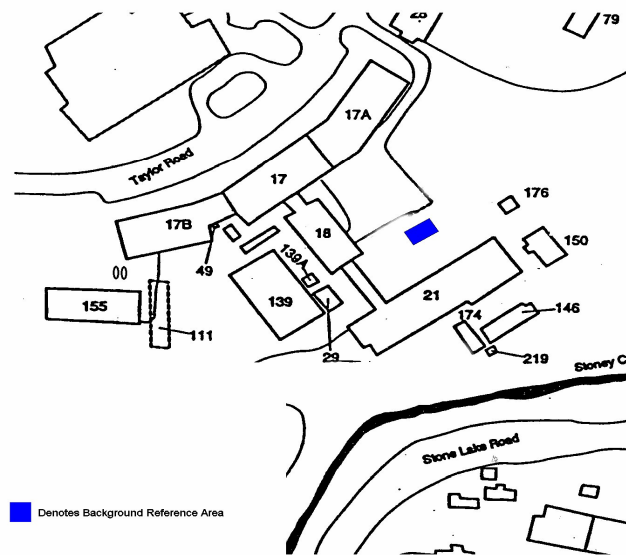 79
17A
Taylor Road
17
176
17B
18
150
49
139A
00
21
139
155
146
174
111
29
219
Stoney C
Stone Lake Road
Denotes Background Reference Area